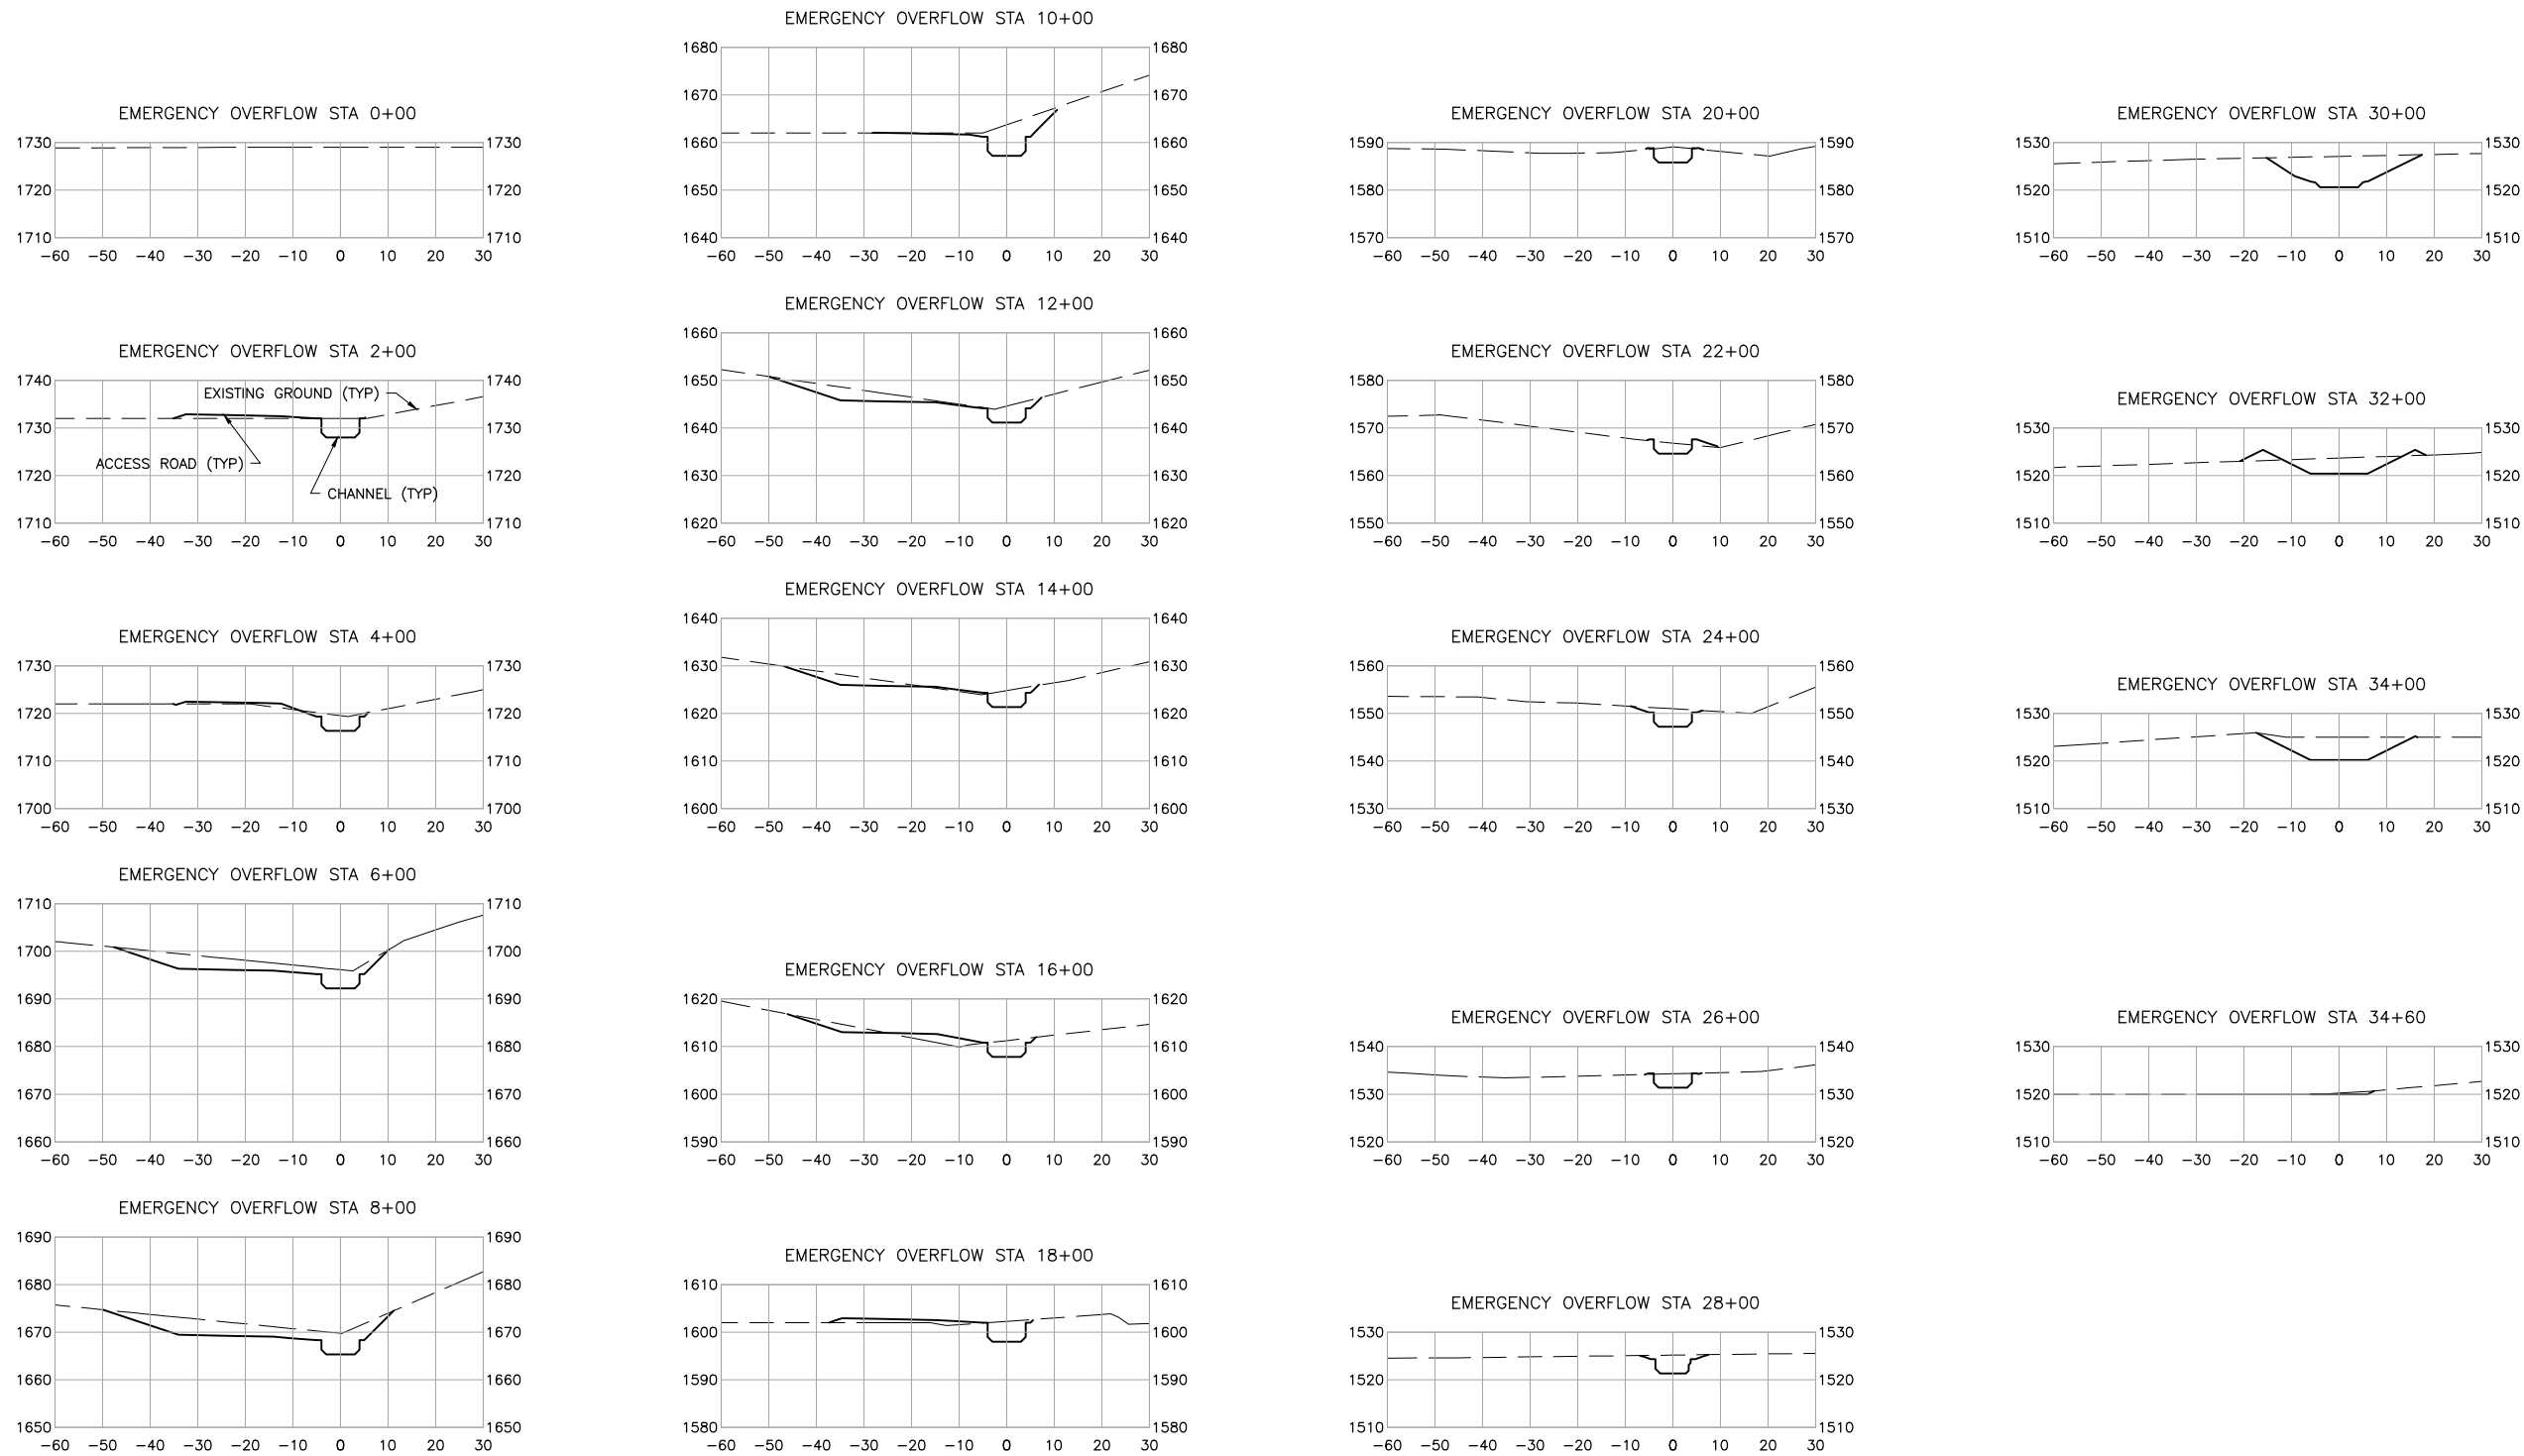 EMERGENCY OVERFLOW STA 0+00
1730 1730
1720 1720
1710 1710
-60 -50 -40 -30 -20 -10 0 10 20 30
EMERGENCY OVERFLOW STA 2+00
1740 1740
EXISTING GROUND (TYP)
1730 1730
ACCESS ROAD (TYP)
1720 1720
CHANNEL (TYP)
1710 1710
-60 -50 -40 -30 -20 -10 0 10 20 30
EMERGENCY OVERFLOW STA 4+00
1730 1730
1720 1720
1710 1710
1700 1700
-60 -50 -40 -30 -20 -10 0 10 20 30
EMERGENCY OVERFLOW STA 6+00
1710 1710
1700 1700
1690 1690
1680 1680
1670 1670
1660 1660
-60 -50 -40 -30 -20 -10 0 10 20 30
EMERGENCY OVERFLOW STA 8+00
1690 1690
1680 1680
1670 1670
1660 1660
1650 1650
-60 -50 -40 -30 -20 -10 0 10 20 30
EMERGENCY OVERFLOW STA 10+00
1680 1680
1670 1670
1660 1660
1650 1650
1640 1640
-60 -50 -40 -30 -20 -10 0 10 20 30
EMERGENCY OVERFLOW STA 12+00
1660 1660
1650 1650
1640 1640
1630 1630
1620 1620
-60 -50 -40 -30 -20 -10 0 10 20 30
EMERGENCY OVERFLOW STA 14+00
1640 1640
1630 1630
1620 1620
1610 1610
1600 1600
-60 -50 -40 -30 -20 -10 0 10 20 30
EMERGENCY OVERFLOW STA 16+00
1620 1620
1610 1610
1600 1600
1590 1590
-60 -50 -40 -30 -20 -10 0 10 20 30
EMERGENCY OVERFLOW STA 18+00
1610 1610
1600 1600
1590 1590
1580 1580
-60 -50 -40 -30 -20 -10 0 10 20 30
EMERGENCY OVERFLOW STA 20+00
1590 1590
1580 1580
1570 1570
-60 -50 -40 -30 -20 -10 0 10 20 30
EMERGENCY OVERFLOW STA 22+00
1580 1580
1570 1570
1560 1560
1550 1550
-60 -50 -40 -30 -20 -10 0 10 20 30
EMERGENCY OVERFLOW STA 24+00
1560 1560
1550 1550
1540 1540
1530 1530
-60 -50 -40 -30 -20 -10 0 10 20 30
EMERGENCY OVERFLOW STA 26+00
1540 1540
1530 1530
1520 1520
-60 -50 -40 -30 -20 -10 0 10 20 30
EMERGENCY OVERFLOW STA 28+00
1530 1530
1520 1520
1510 1510
-60 -50 -40 -30 -20 -10 0 10 20 30
EMERGENCY OVERFLOW STA 30+00
1530 1530
1520 1520
1510 1510
-60 -50 -40 -30 -20 -10 0 10 20 30
EMERGENCY OVERFLOW STA 32+00
1530 1530
1520 1520
1510 1510
-60 -50 -40 -30 -20 -10 0 10 20 30
EMERGENCY OVERFLOW STA 34+00
1530 1530
1520 1520
1510 1510
-60 -50 -40 -30 -20 -10 0 10 20 30
EMERGENCY OVERFLOW STA 34+60
1530 1530
1520 1520
1510 1510
-60 -50 -40 -30 -20 -10 0 10 20 30